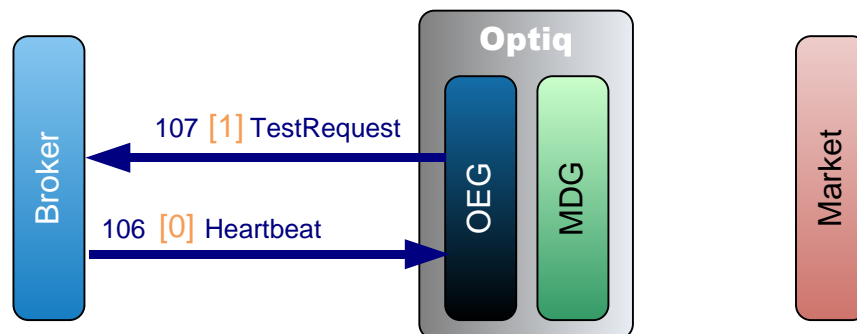 Optiq
107 [1] TestRequest
106 [0] Heartbeat
Broker
OEG
MDG
Market